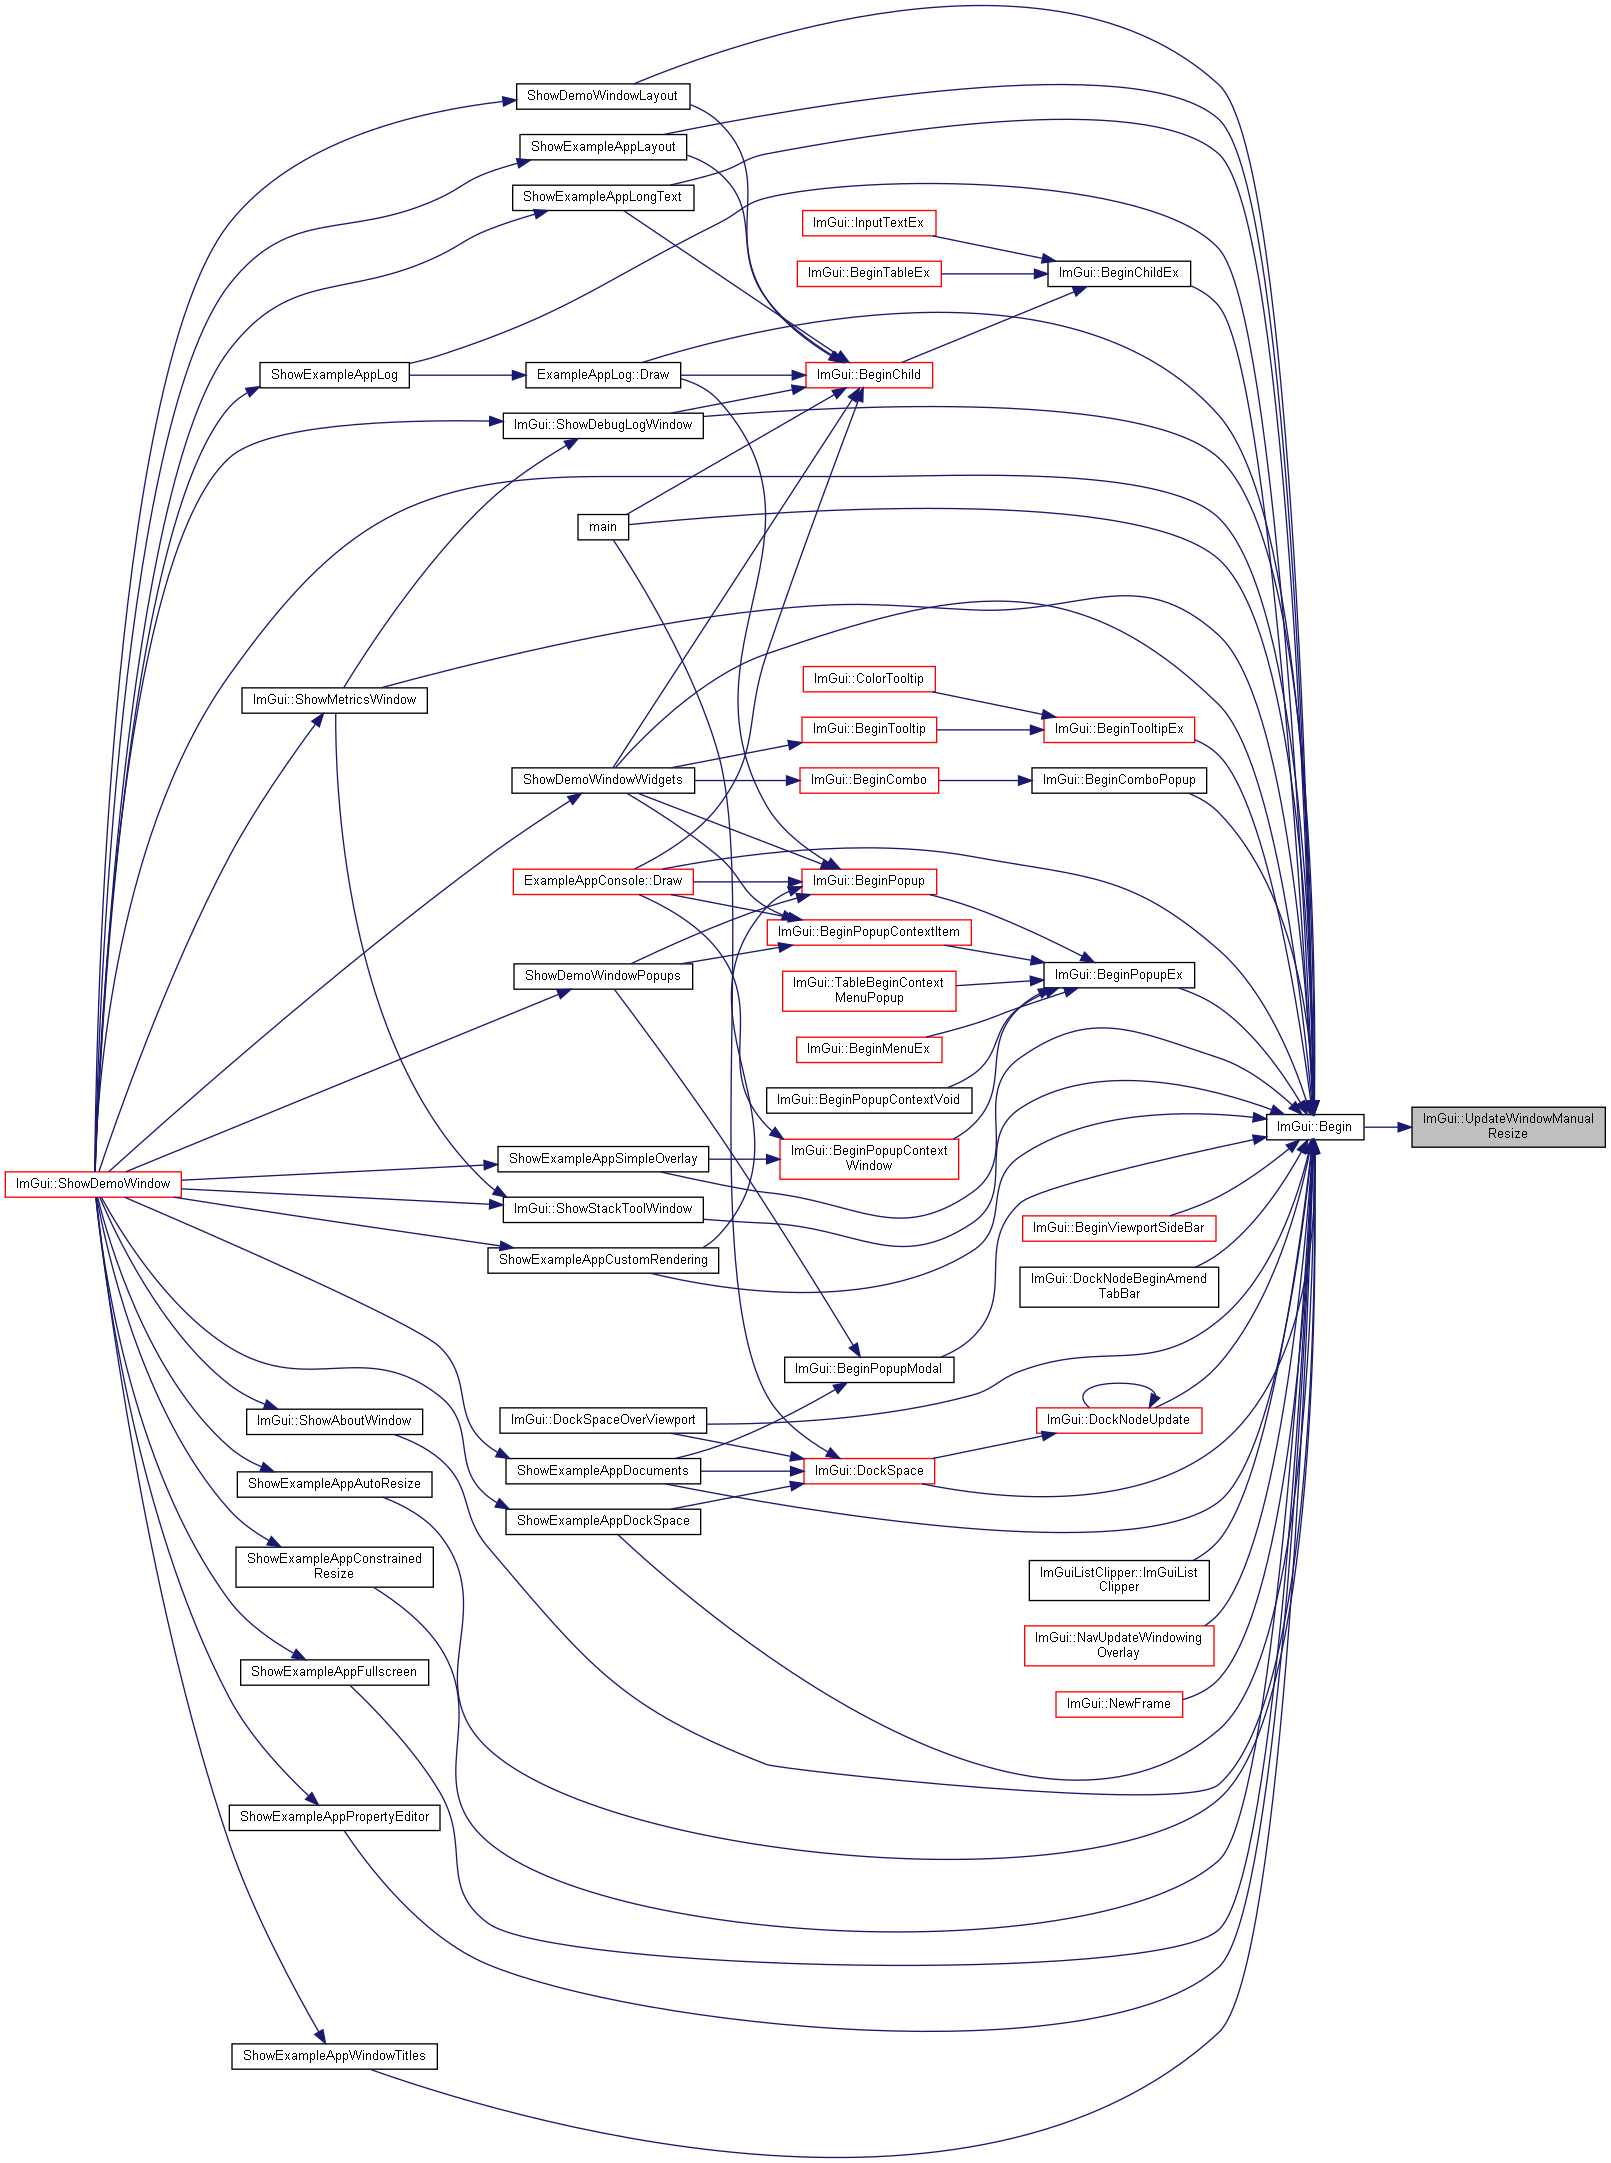 ShowDemoWindowLayout
ShowExampleAppLayout
ShowExampleAppLongText
ImGui::InputTextEx
ImGui::BeginTableEx
ImGui::BeginChildEx
ShowExampleAppLog
ExampleAppLog::Draw
ImGui::BeginChild
ImGui::ShowDebugLogWindow
main
ImGui::ShowMetricsWindow
ImGui::ColorTooltip
ImGui::BeginTooltip
ImGui::BeginTooltipEx
ShowDemoWindowWidgets
ImGui::BeginCombo
ImGui::BeginComboPopup
ExampleAppConsole::Draw
ImGui::BeginPopup
ImGui::BeginPopupContextItem
ShowDemoWindowPopups
ImGui::TableBeginContext
MenuPopup
ImGui::BeginPopupEx
ImGui::BeginMenuEx
ImGui::BeginPopupContextVoid
ImGui::Begin
ImGui::UpdateWindowManual
Resize
ImGui::ShowDemoWindow
ShowExampleAppSimpleOverlay
ImGui::BeginPopupContext
Window
ImGui::ShowStackToolWindow
ImGui::BeginViewportSideBar
ShowExampleAppCustomRendering
ImGui::DockNodeBeginAmend
TabBar
ImGui::BeginPopupModal
ImGui::ShowAboutWindow
ImGui::DockSpaceOverViewport
ImGui::DockNodeUpdate
ShowExampleAppDocuments
ImGui::DockSpace
ShowExampleAppAutoResize
ShowExampleAppDockSpace
ShowExampleAppConstrained
Resize
ImGuiListClipper::ImGuiList
Clipper
ImGui::NavUpdateWindowing
Overlay
ShowExampleAppFullscreen
ImGui::NewFrame
ShowExampleAppPropertyEditor
ShowExampleAppWindowTitles